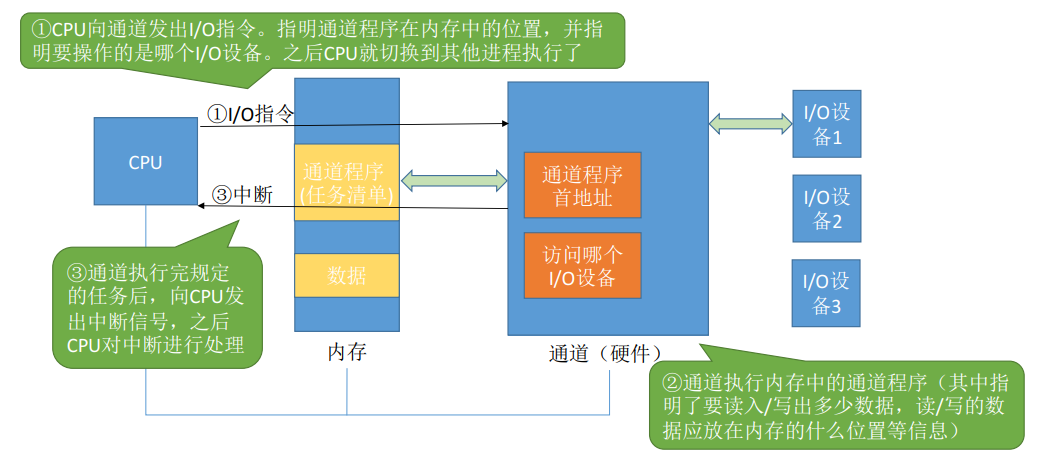 ①CPU向通道发出I/O指令。指明通道程序在内存中的位置，并指
明要操作的是哪个I/O设备。之后CPU就切换到其他进程执行了
①I/O指令
CPU
通道程序
(任务清单)
③中断
数据
内存
通道程序
首地址
访问哪个
I/O设备
通道（硬件）
I/O设
备1
I/O设
备2
I/O设
备3
③通道执行完规定
的任务后，向CPU发
出中断信号，之后
CPU对中断进行处理
②通道执行内存中的通道程序（其中指
明了要读入/写出多少数据，读/写的数
据应放在内存的什么位置等信息）